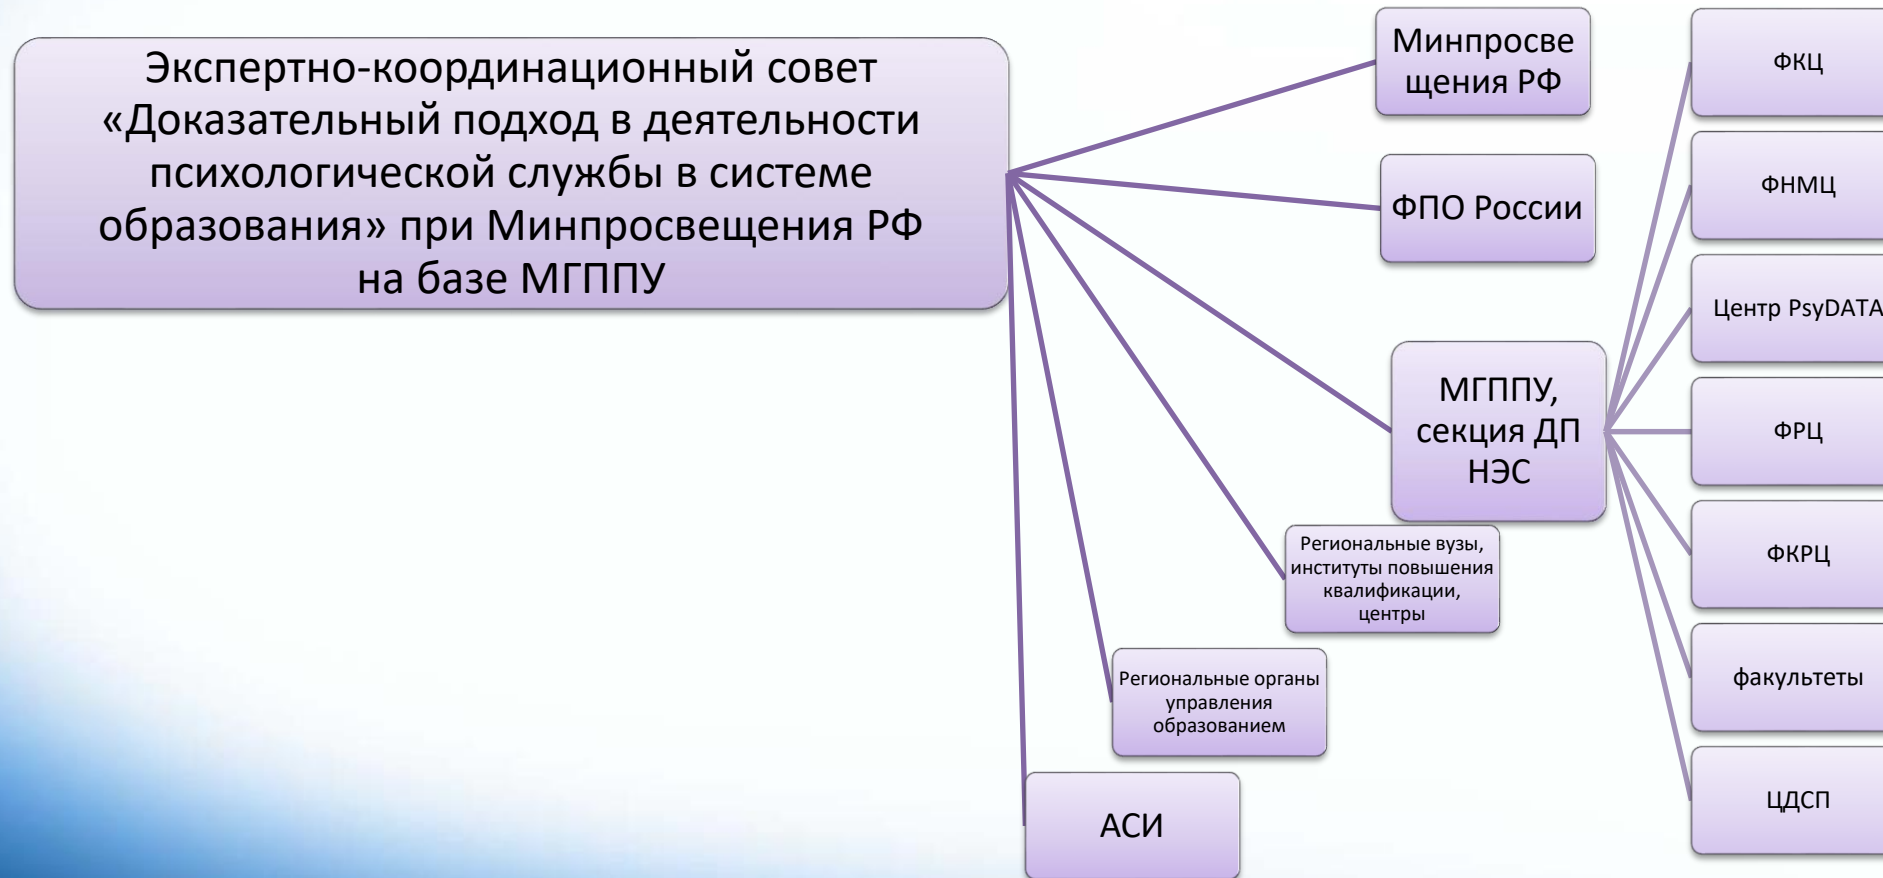 Экспертно-координационный совет
«Доказательный подход в деятельности
психологической службы в системе
образования» при Минпросвещения РФ
на базе МГППУ
Минпросве
щения РФ
ФПО России
МГППУ,
секция ДП
НЭС
Региональные вузы,
институты повышения
квалификации,
центры
Региональные органы
управления
образованием
АСИ
ФКЦ
ФНМЦ
Центр PsyDATA
ФРЦ
ФКРЦ
факультеты
ЦДСП